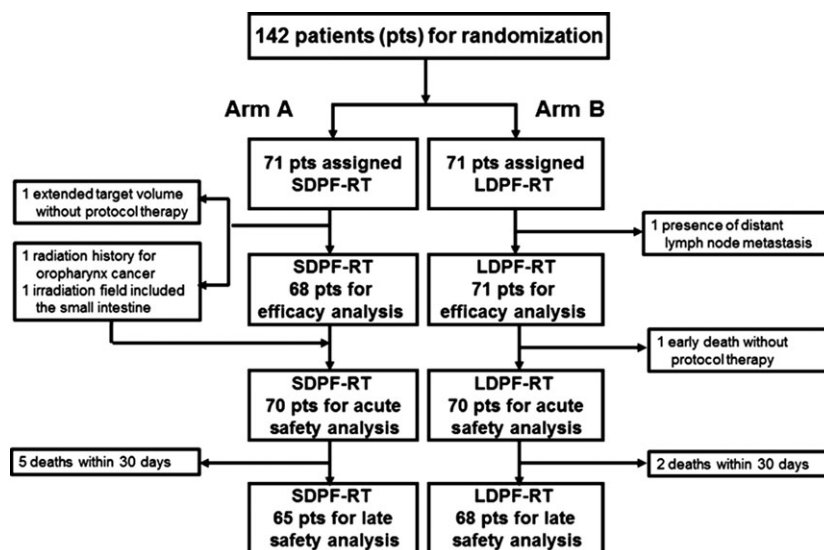 142 patients (pts) for randomization
Arm A
Arm B
71 pts assigned
SDPF-RT
71 pts assigned
LDPF-RT
1 extended target volume
without protocol therapy
1 presence of distant
lymph node metastasis
1 radiation history for
oropharynx cancer
1 irradiation field included
the small intestine
SDPF-RT
68 pts for
efficacy analysis
LDPF-RT
71 pts for
efficacy analysis
1 early death without
protocol therapy
SDPF-RT
70 pts for acute
safety analysis
LDPF-RT
70 pts for acute
safety analysis
5 deaths within 30 days
2 deaths within 30 days
SDPF-RT
65 pts for late
safety analysis
LDPF-RT
68 pts for late
safety analysis